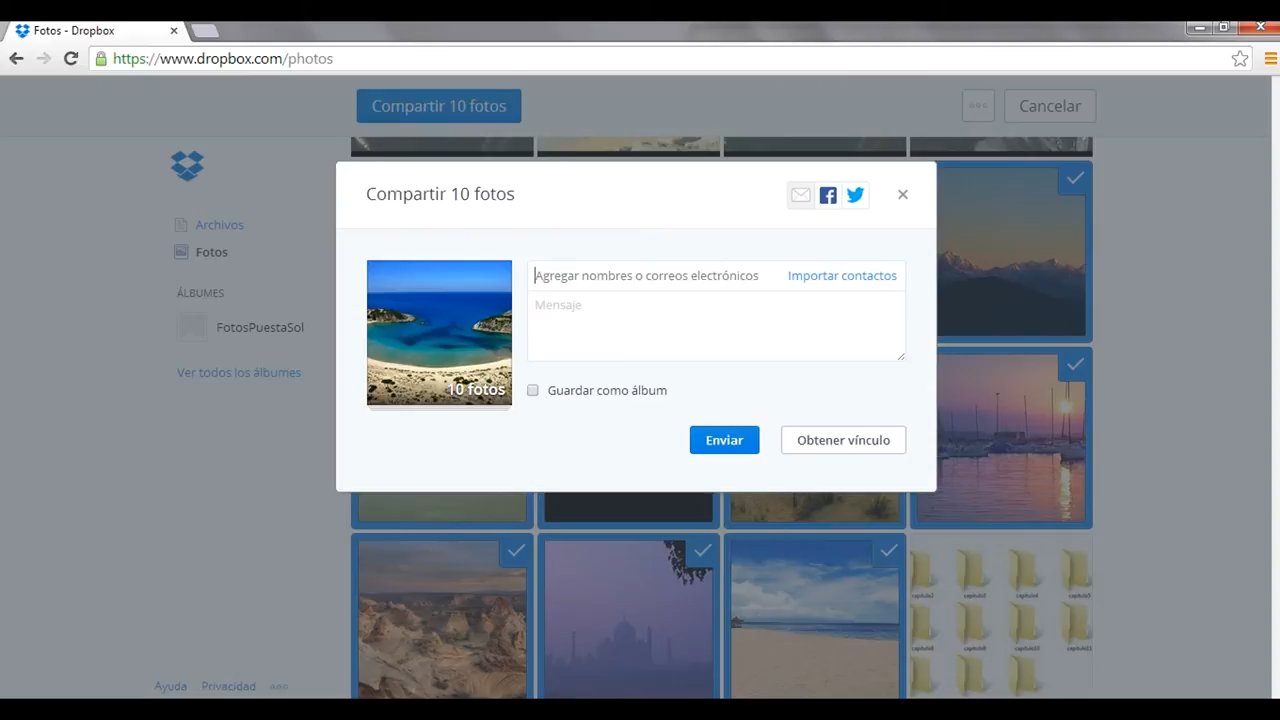 Fotos - Dropbox
https://www.dropbox.com/photos
Compartir 10 fotos
Cancelar
Compartir 10 fotos
Archivos
Fotos
ÁLBUMES
FotosPuestaSol
Ver todos los álbumes
Agregar nombres o correos electrónicos
Importar contactos
Mensaje
10 fotos
Guardar como álbum
Enviar
Obtener vínculo
Ayuda
Privacidad